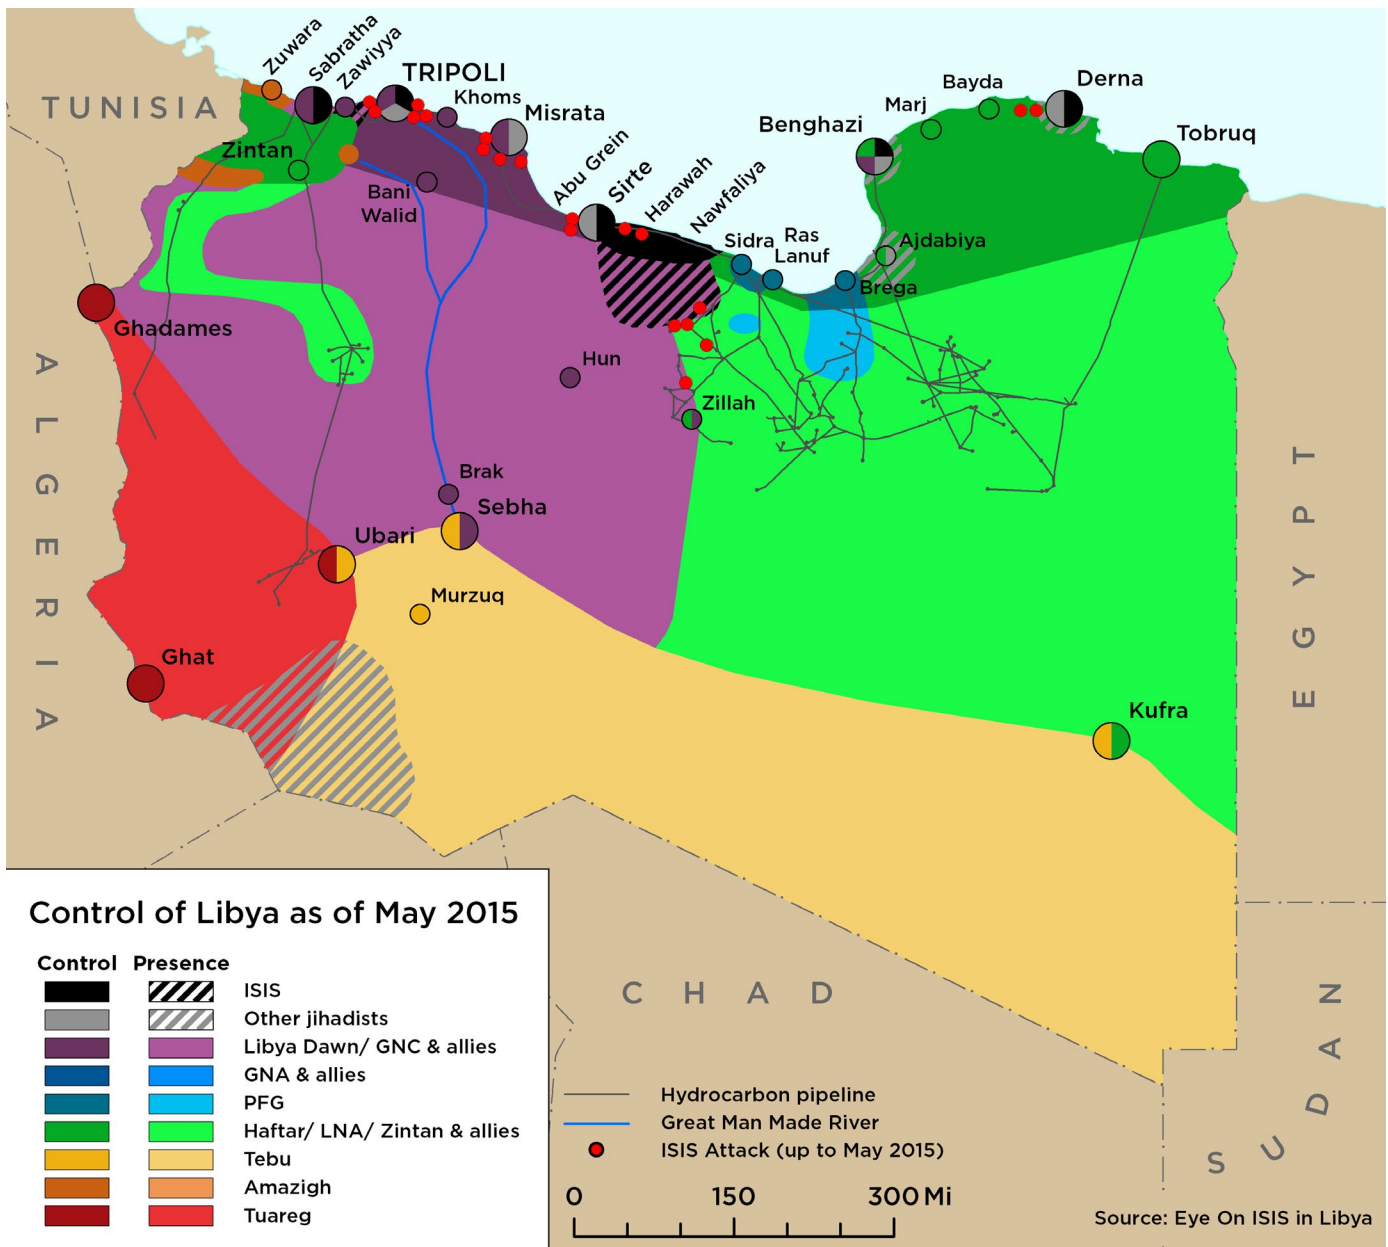 Zuwara
Sabratha
Zawiyya
TRIPOLI
Khoms
Misrata
TUNISIA
Zintan
Bani
Walid
Abu Grein
Sirte
Harawah
Nawfaliya
Sidra
Ras
Lanuf
Brega
Ajdabiya
Benghazi
Marj
Bayda
Derna
Tobruq
Ghadames
Hun
Zillah
Brak
Sebha
Ubari
Murzuq
Ghat
Kufra
ALGERIA
EGYPT
CHAD
SUDAN
Control of Libya as of May 2015
Control Presence
ISIS
Other jihadists
Libya Dawn/ GNC & allies
GNA & allies
PFG
Haftar/ LNA/ Zintan & allies
Tebu
Amazigh
Tuareg
Hydrocarbon pipeline
Great Man Made River
ISIS Attack (up to May 2015)
0 150 300 Mi
Source: Eye On ISIS in Libya